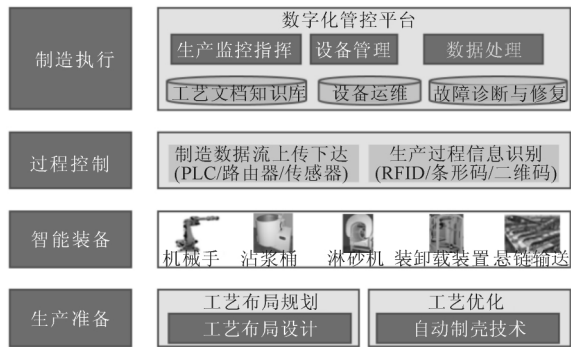 制造执行
数字化管控平台
生产监控指挥 设备管理 数据处理
工艺文档知识库 设备运维 故障诊断与修复
过程控制
制造数据流上传下达
(PLC/路由器/传感器)
生产过程信息识别
(RFID/条形码/二维码)
智能装备
机械手 沾浆桶 淋砂机 装卸载装置 悬链输送
生产准备
工艺布局规划
工艺布局设计
工艺优化
自动制壳技术